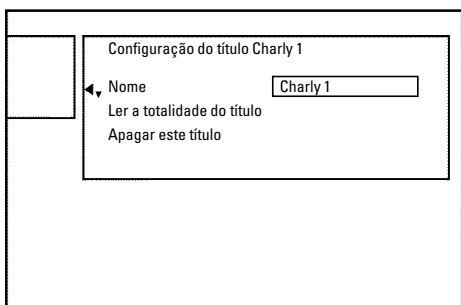 Configuração do título Charly 1
Nome Charly 1
Ler a totalidade do título
Apagar este título